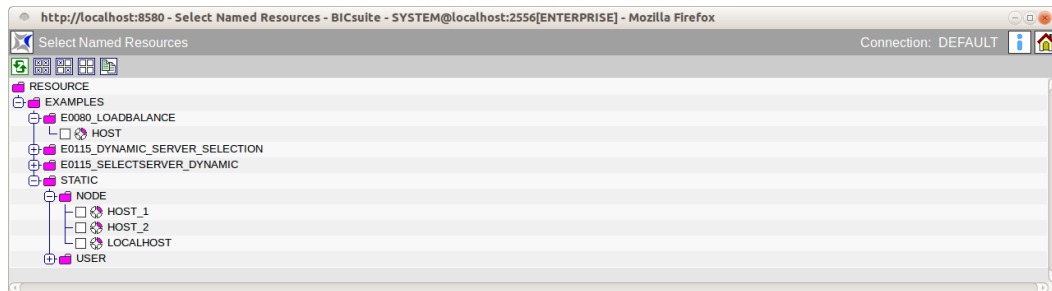 http://localhost:8580 - Select Named Resources - BICsuite - SYSTEM@localhost:2556[ENTERPRISE] - Mozilla Firefox
Select Named Resources Connection: DEFAULT
RESOURCE
EXAMPLES
E0080_LOADBALANCE
HOST
E0115_DYNAMIC_SERVER_SELECTION
E0115_SELECTSERVER_DYNAMIC
STATIC
NODE
HOST_1
HOST_2
LOCALHOST
USER